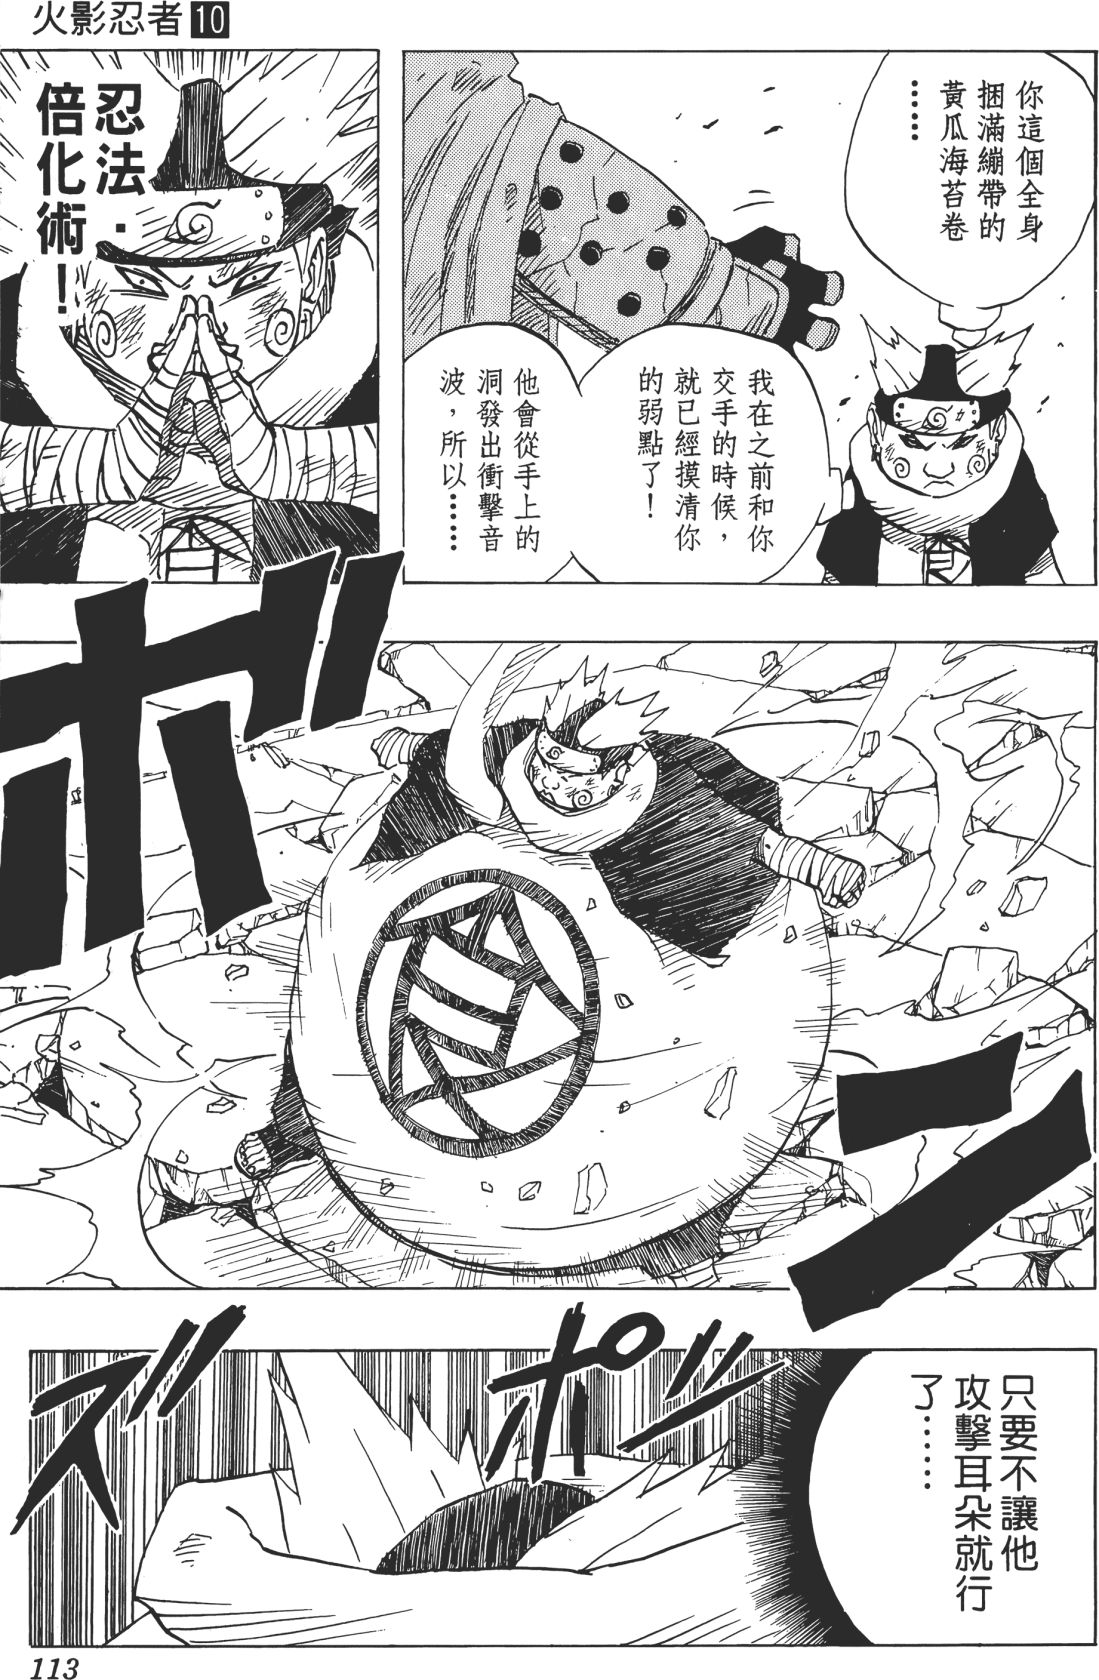 火影忍者10
你這個全身
捆滿繃帶的
黃瓜海苔卷
⋯⋯
我在之前和你
交手的時候，
就已經摸清你
的弱點了！
他會從手上的
洞發出衝擊音
波，所以⋯⋯
忍法．
倍化術！
ボンッ
只要不讓他
攻擊耳朵就行
了⋯⋯
ズポッ
113